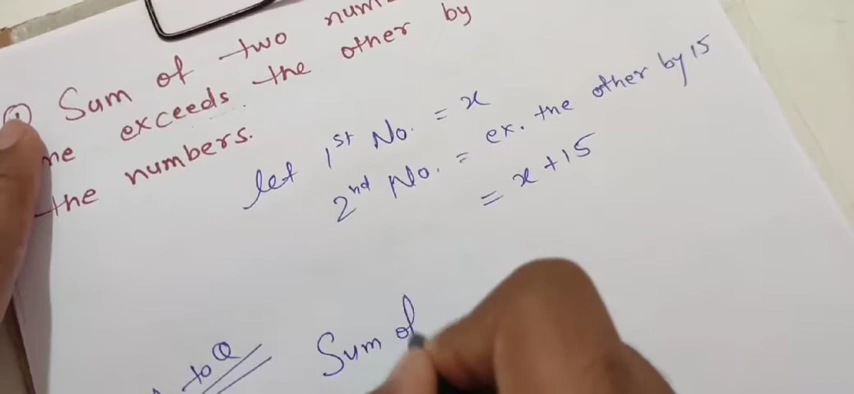 Sum of two num
exceeds the other by
the numbers.
let 1st No. = x
2nd No. = ex. the other by 15
= x + 15
to Q
Sum of